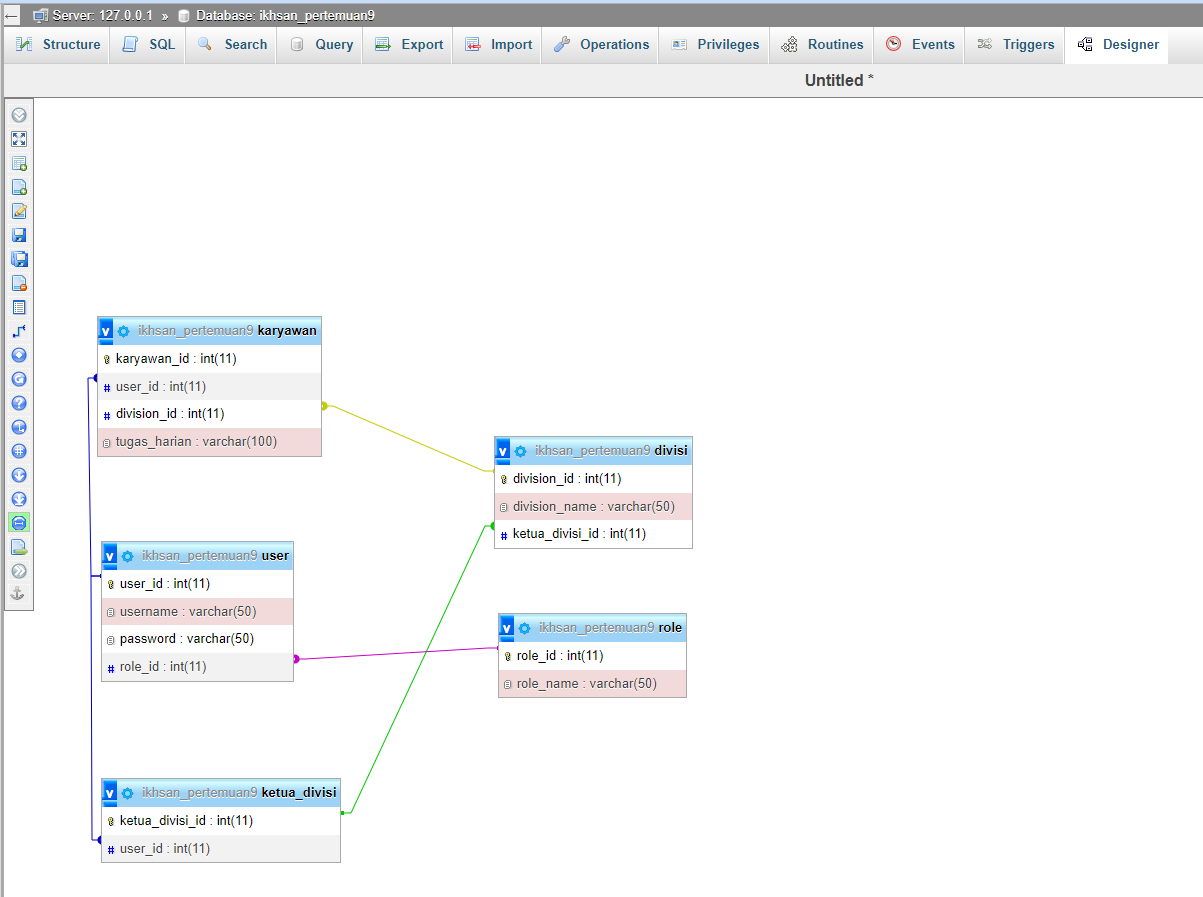 Server: 127.0.0.1 » Database: ikhsan_pertemuan9
Structure SQL Search Query Export Import Operations Privileges Routines Events Triggers Designer
Untitled *
v ikhsan_pertemuan9 karyawan
karyawan_id : int(11)
# user_id : int(11)
# division_id : int(11)
tugas_harian : varchar(100)
v ikhsan_pertemuan9 divisi
division_id : int(11)
division_name : varchar(50)
# ketua_divisi_id : int(11)
v ikhsan_pertemuan9 user
user_id : int(11)
username : varchar(50)
password : varchar(50)
# role_id : int(11)
v ikhsan_pertemuan9 role
role_id : int(11)
role_name : varchar(50)
v ikhsan_pertemuan9 ketua_divisi
ketua_divisi_id : int(11)
# user_id : int(11)